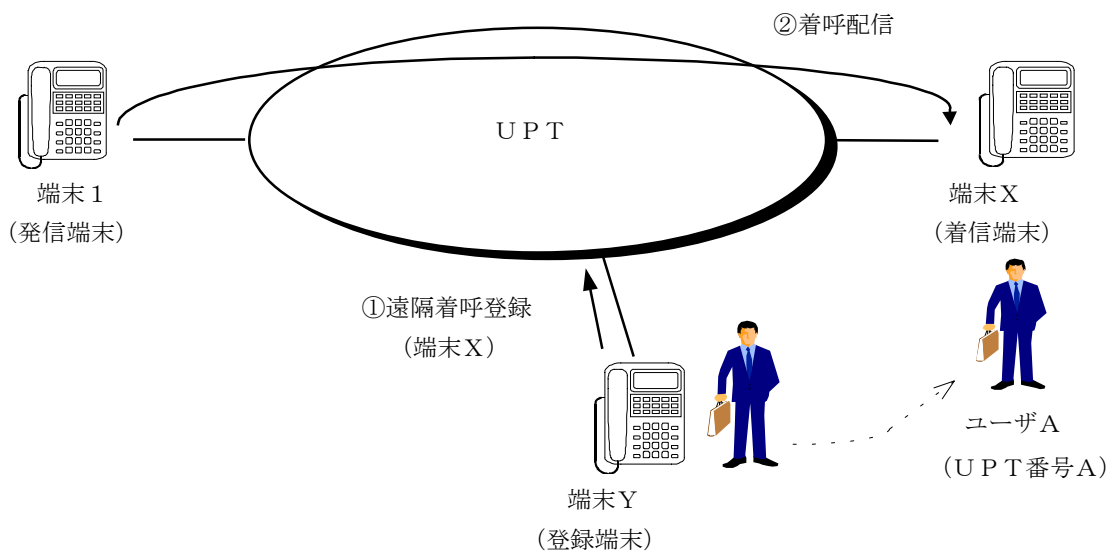 ②着呼配信
UPT
端末1
(発信端末)
端末X
(着信端末)
①遠隔着呼登録
(端末X)
ユーザA
(UPT番号A)
端末Y
(登録端末)